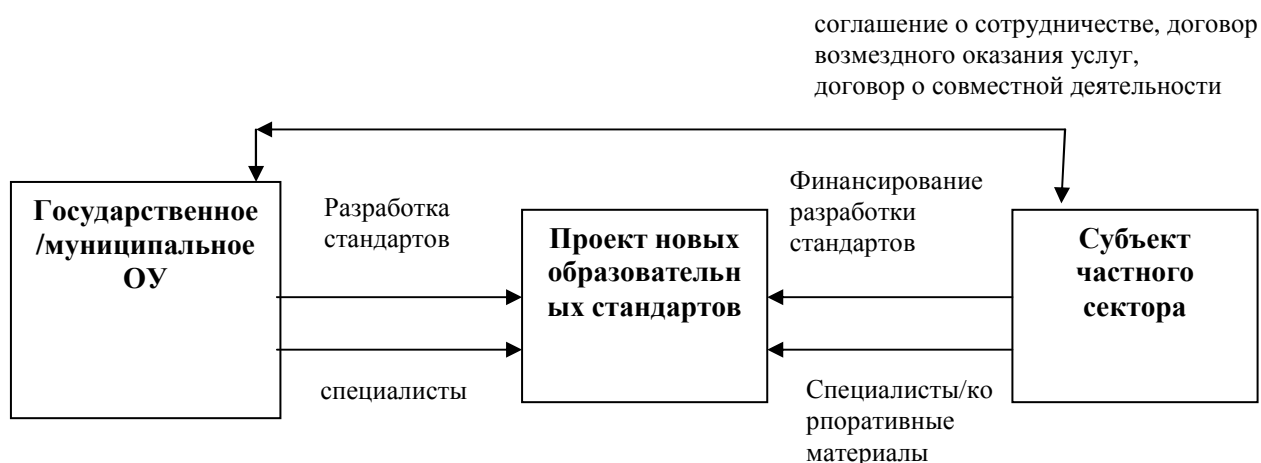 соглашение о сотрудничестве, договор
возмездного оказания услуг,
договор о совместной деятельности
Государственное
/муниципальное
ОУ
Разработка
стандартов
специалисты
Проект новых
образовательн
ых стандартов
Финансирование
разработки
стандартов
Специалисты/ко
рпоративные
материалы
Субъект
частного
сектора